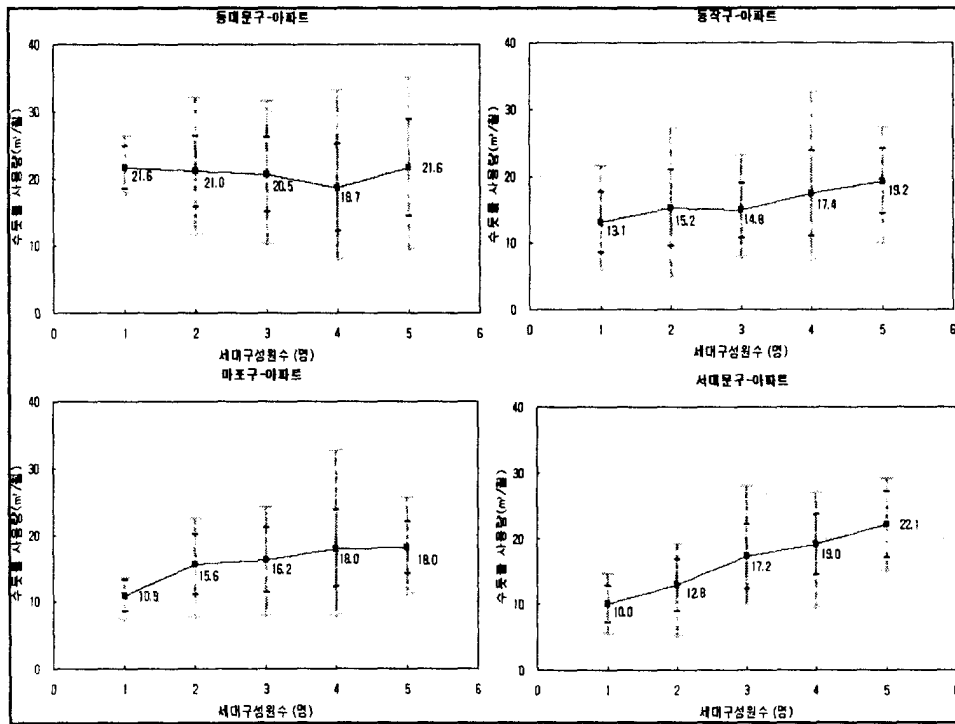 동대문구-아파트
수돗물 사용량(m³/월)
40
30
20
10
0
21.6
21.0
20.5
18.7
21.6
0 1 2 3 4 5 6
세대구성원수(명)
동작구-아파트
수돗물 사용량(m³/월)
40
30
20
10
0
13.1
15.2
14.8
17.4
19.2
0 1 2 3 4 5 6
세대구성원수(명)
마포구-아파트
수돗물 사용량(m³/월)
40
30
20
10
0
10.9
15.6
16.2
18.0
18.0
0 1 2 3 4 5 6
세대구성원수(명)
서대문구-아파트
수돗물 사용량(m³/월)
40
30
20
10
0
10.0
12.8
17.2
19.0
22.1
0 1 2 3 4 5
세대구성원수(명)